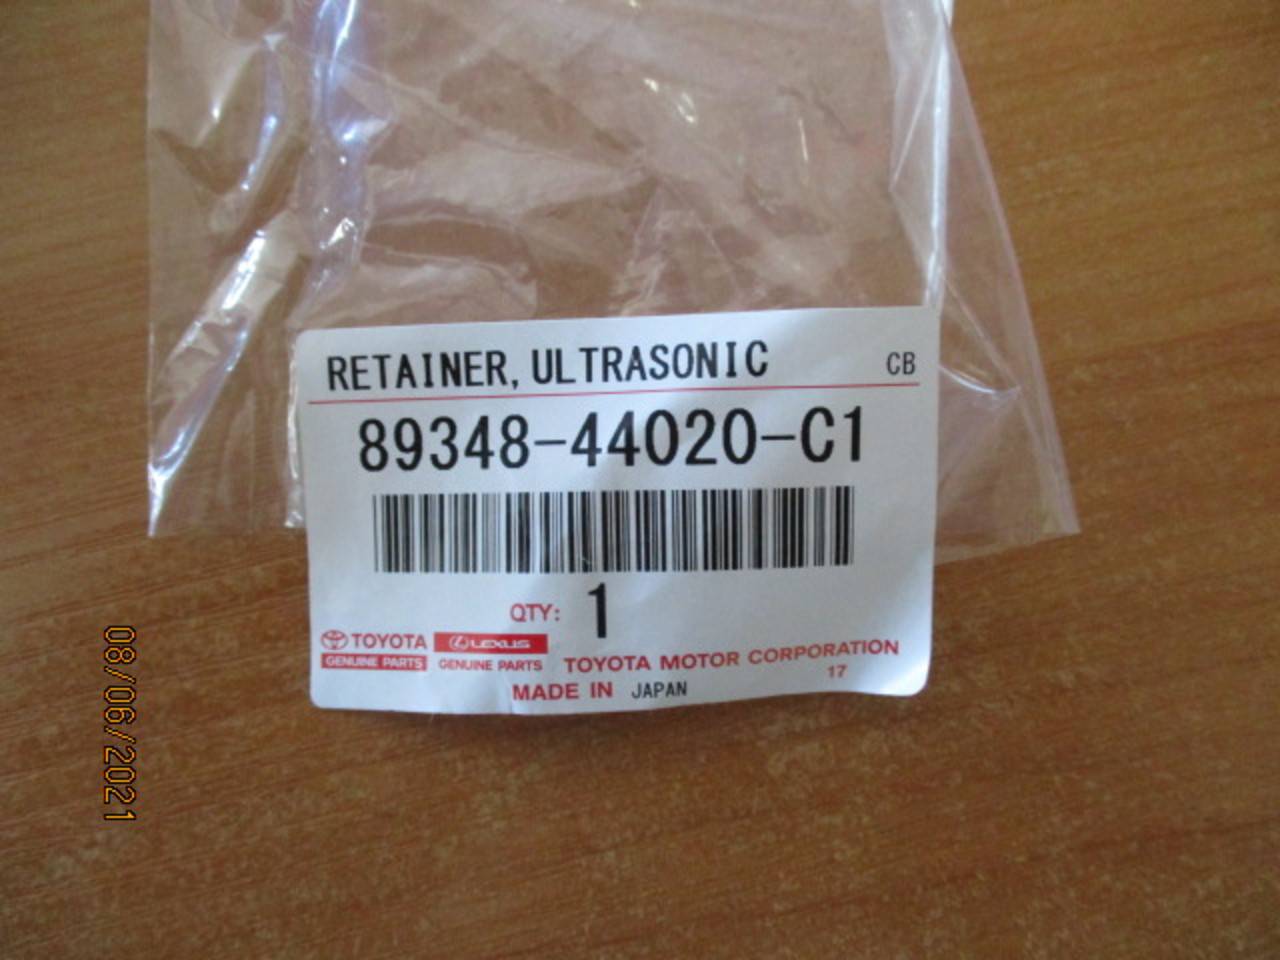 RETAINER, ULTRASONIC CB
89348-44020-C1
QTY: 1
TOYOTA LEXUS
GENUINE PARTS GENUINE PARTS TOYOTA MOTOR CORPORATION
17
MADE IN JAPAN
08/06/2021